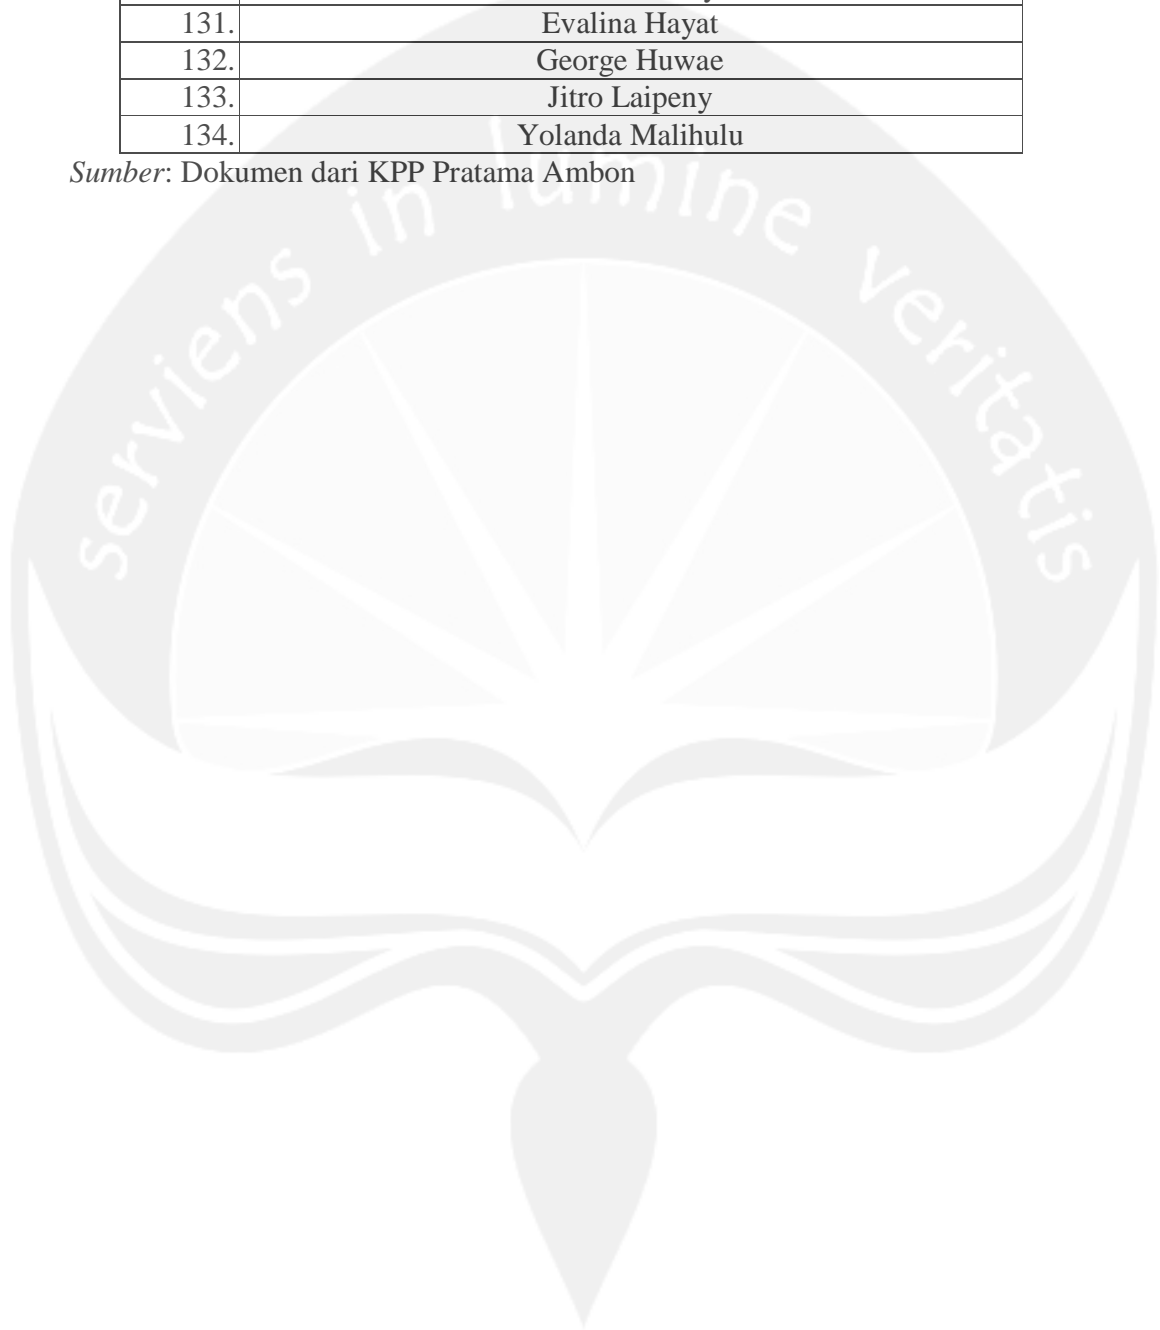 131. Evalina Hayat
132. George Huwae
133. Jitro Laipeny
134. Yolanda Malihulu
Sumber: Dokumen dari KPP Pratama Ambon
serviens in lumine veritatis